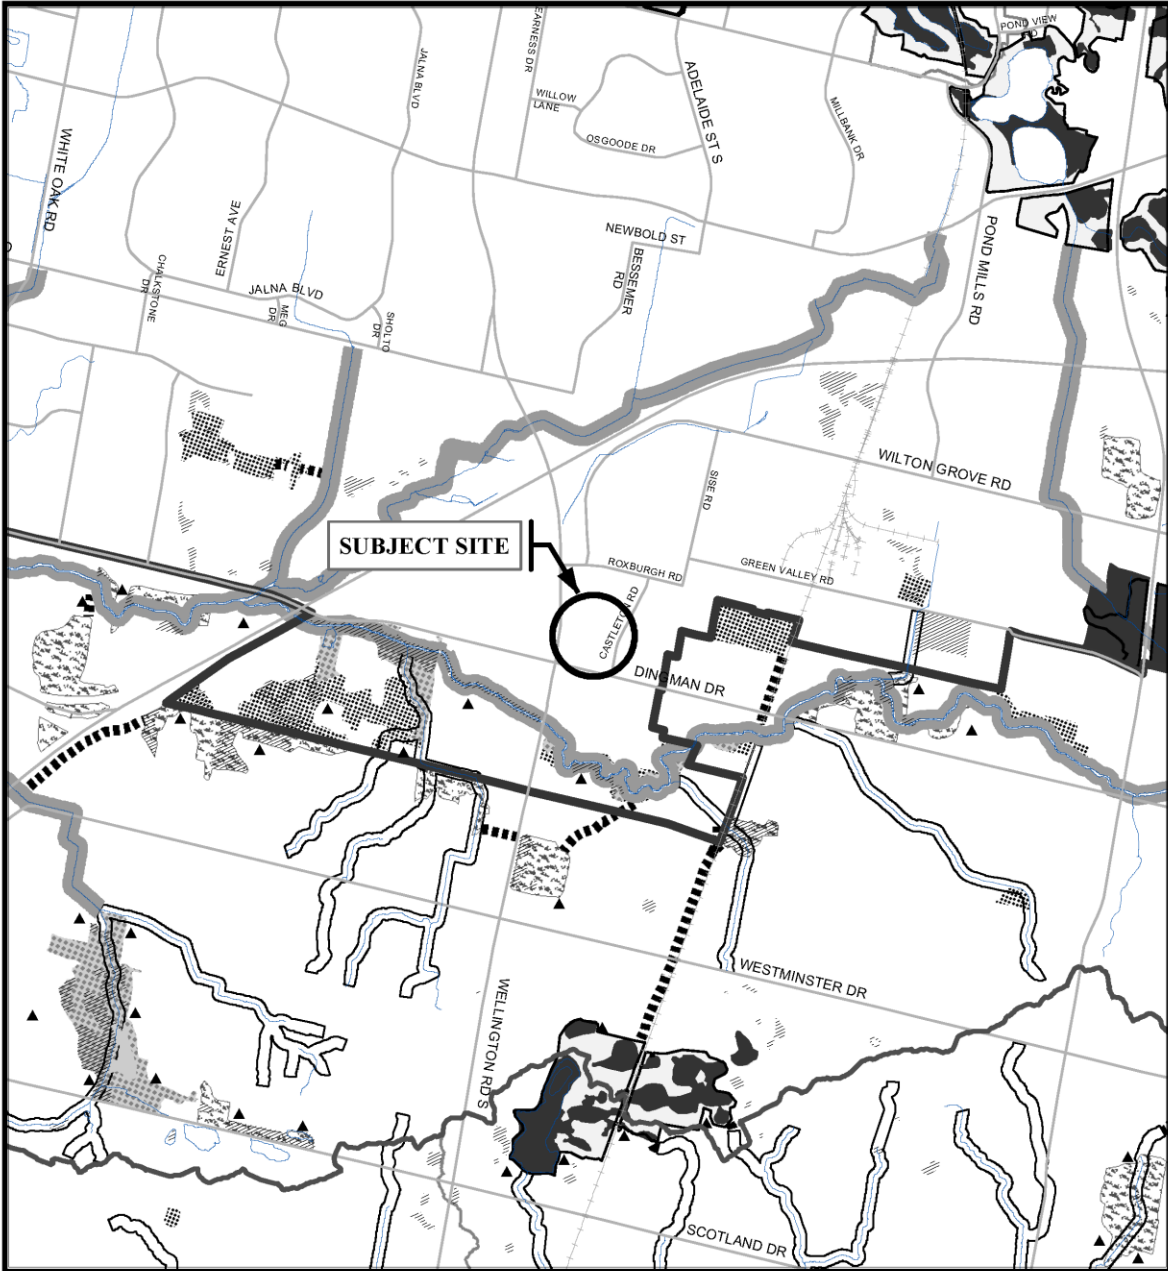 POND VIEW
RD
EARNESS DR
JALNA BLVD
ADELAIDE ST S
WILLOW
LANE
MILLBANK DR
OSGOODE DR
WHITE OAK RD
ERNEST AVE
NEWBOLD ST
POND MILLS RD
BESSEMER
RD
CHALKSTONE
DR
JALNA BLVD
MEG
DR
SHOLTO
DR
WILTON GROVE RD
SISE RD
SUBJECT SITE
ROXBURGH RD
GREEN VALLEY RD
CASTLETON RD
DINGMAN DR
WESTMINSTER DR
WELLINGTON RD S
SCOTLAND DR